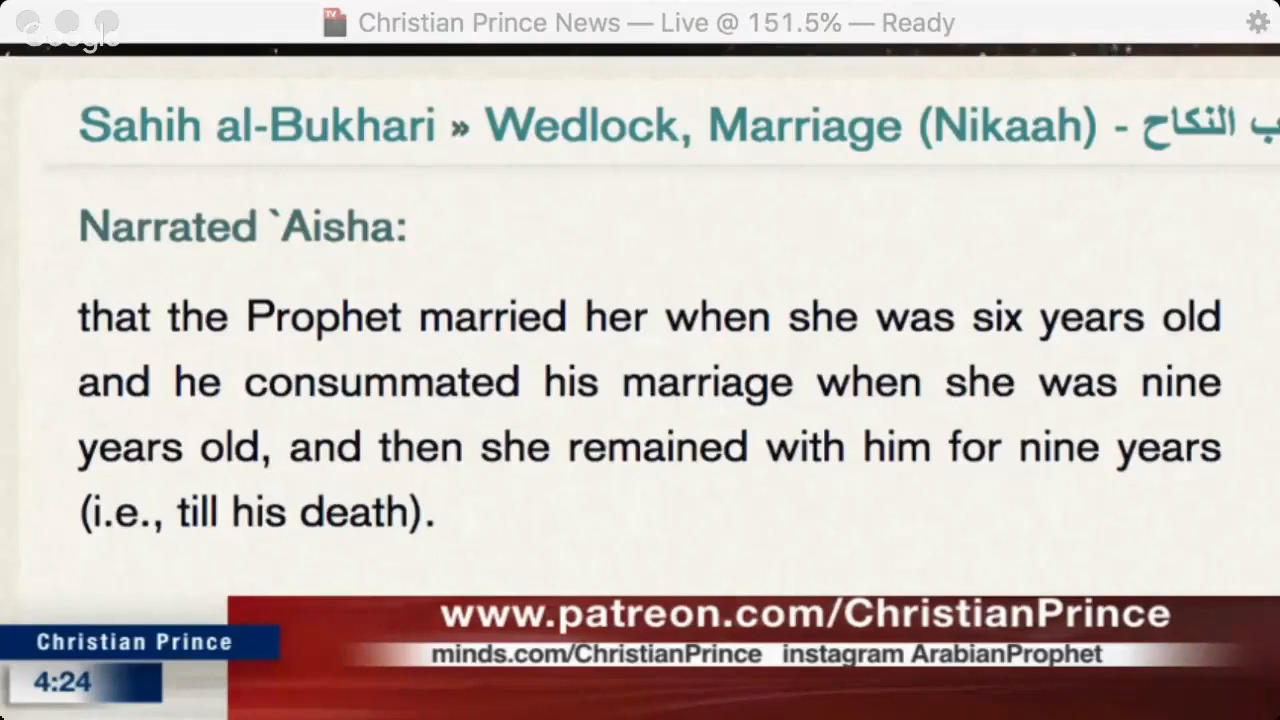 Christian Prince News — Live @ 151.5% — Ready
Google
Sahih al-Bukhari » Wedlock, Marriage (Nikaah) - ب النكاح
Narrated `Aisha:
that the Prophet married her when she was six years old
and he consummated his marriage when she was nine
years old, and then she remained with him for nine years
(i.e., till his death).
www.patreon.com/ChristianPrince
Christian Prince
minds.com/ChristianPrince instagram ArabianProphet
4:24